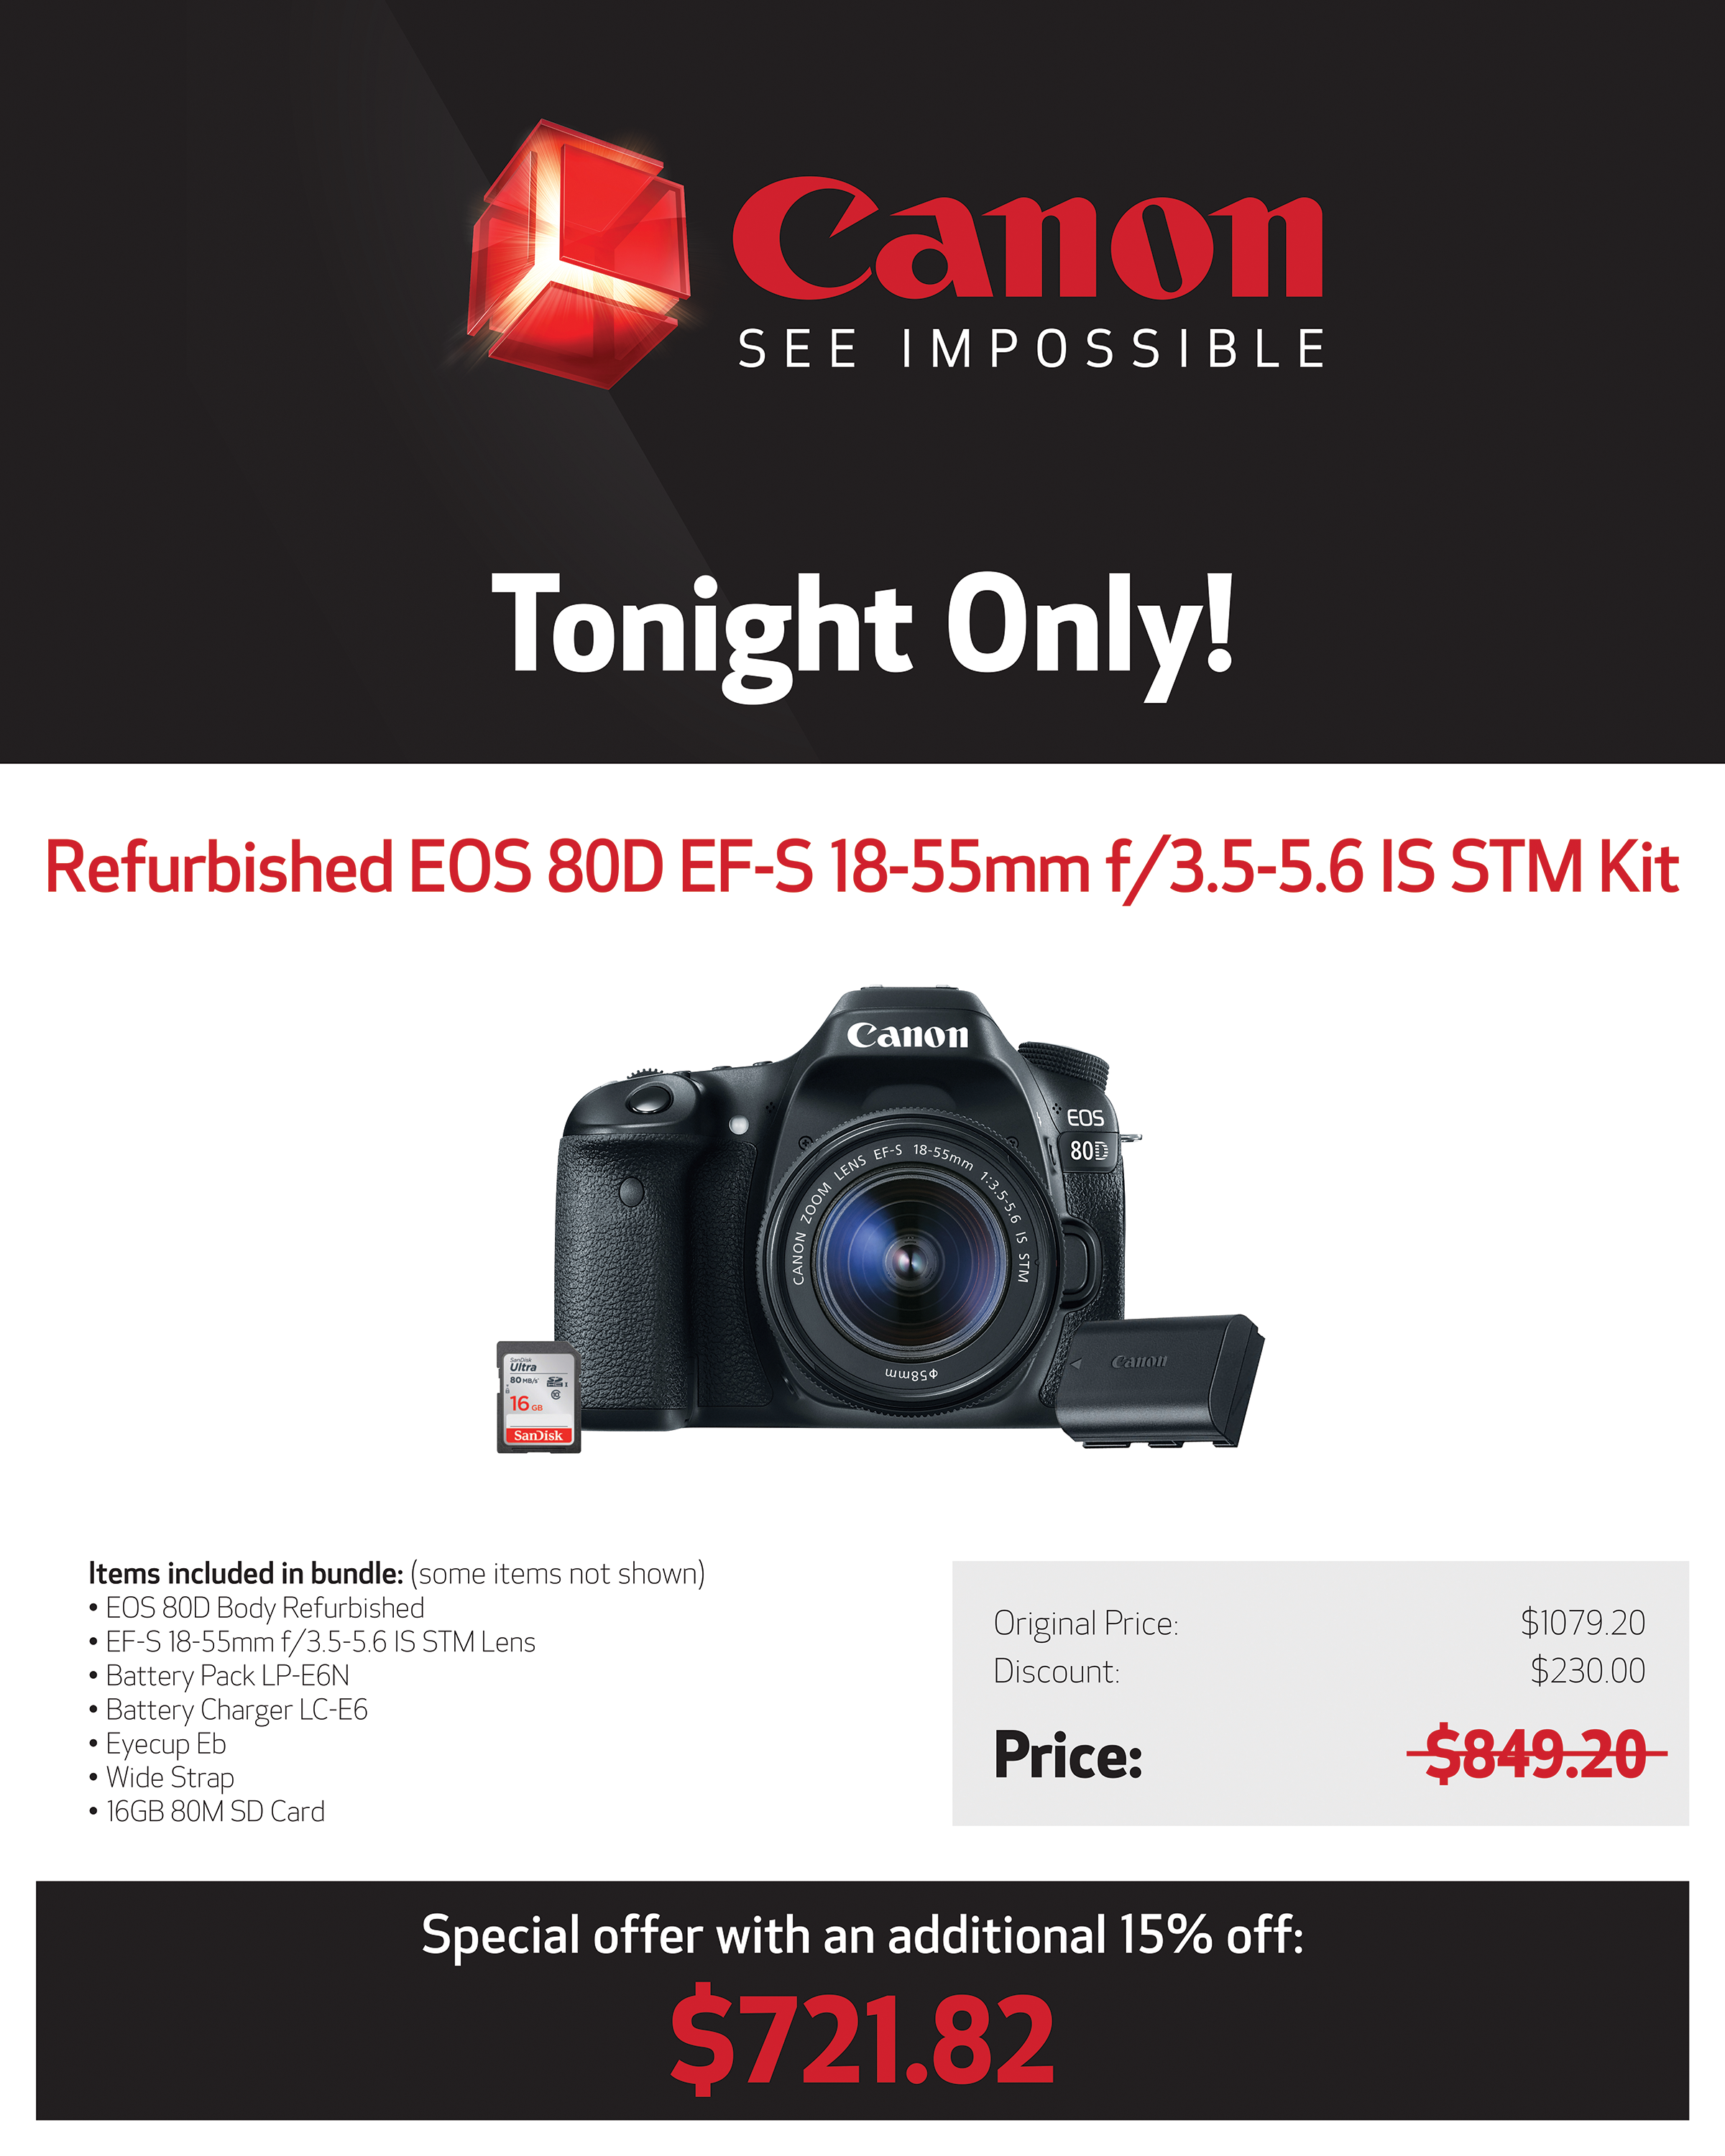 Canon
SEE IMPOSSIBLE
Tonight Only!
Refurbished EOS 80D EF-S 18-55mm f/3.5-5.6 IS STM Kit
Canon
EOS
80D
CANON ZOOM LENS EF-S 18-55mm 1:3.5-5.6 IS STM
ϕ58mm
Canon
SanDisk
Ultra
80 MB/s
16 GB
SanDisk
Items included in bundle: (some items not shown)
• EOS 80D Body Refurbished
• EF-S 18-55mm f/3.5-5.6 IS STM Lens
• Battery Pack LP-E6N
• Battery Charger LC-E6
• Eyecup Eb
• Wide Strap
• 16GB 80M SD Card
Original Price: $1079.20
Discount: $230.00
Price: $849.20
Special offer with an additional 15% off:
$721.82